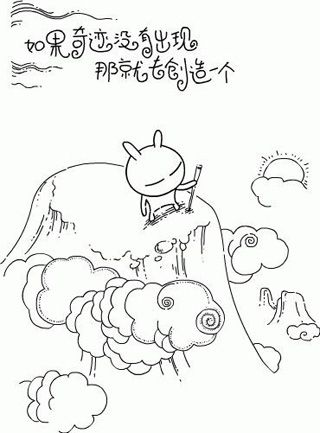 如果奇迹没有出现
那就去创造一个